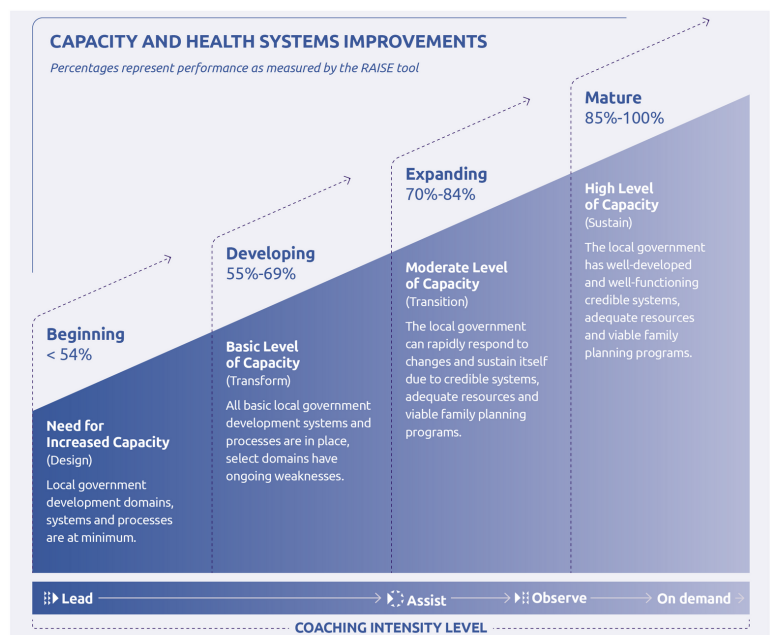 CAPACITY AND HEALTH SYSTEMS IMPROVEMENTS
Percentages represent performance as measured by the RAISE tool
Beginning
< 54%
Need for
Increased Capacity
(Design)
Local government
development domains,
systems and processes
are at minimum.
Developing
55%-69%
Basic Level
of Capacity
(Transform)
All basic local government
development systems and
processes are in place,
select domains have
ongoing weaknesses.
Expanding
70%-84%
Moderate Level
of Capacity
(Transition)
The local government
can rapidly respond to
changes and sustain itself
due to credible systems,
adequate resources and
viable family planning
programs.
Mature
85%-100%
High Level
of Capacity
(Sustain)
The local government
has well-developed
and well-functioning
credible systems,
adequate resources
and viable family
planning programs.
Lead
Assist
Observe
On demand
COACHING INTENSITY LEVEL